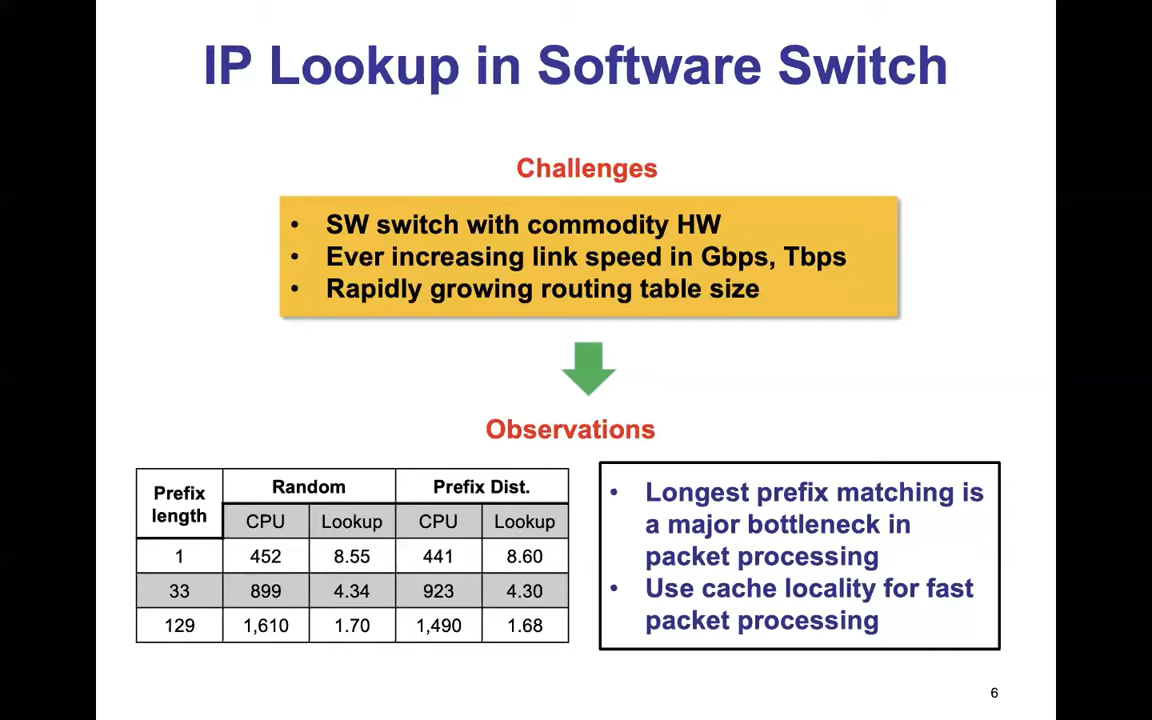 IP Lookup in Software Switch
Challenges
• SW switch with commodity HW
• Ever increasing link speed in Gbps, Tbps
• Rapidly growing routing table size
Observations
Prefix length Random Prefix Dist.
CPU Lookup CPU Lookup
1 452 8.55 441 8.60
33 899 4.34 923 4.30
129 1,610 1.70 1,490 1.68
• Longest prefix matching is
a major bottleneck in
packet processing
• Use cache locality for fast
packet processing
6